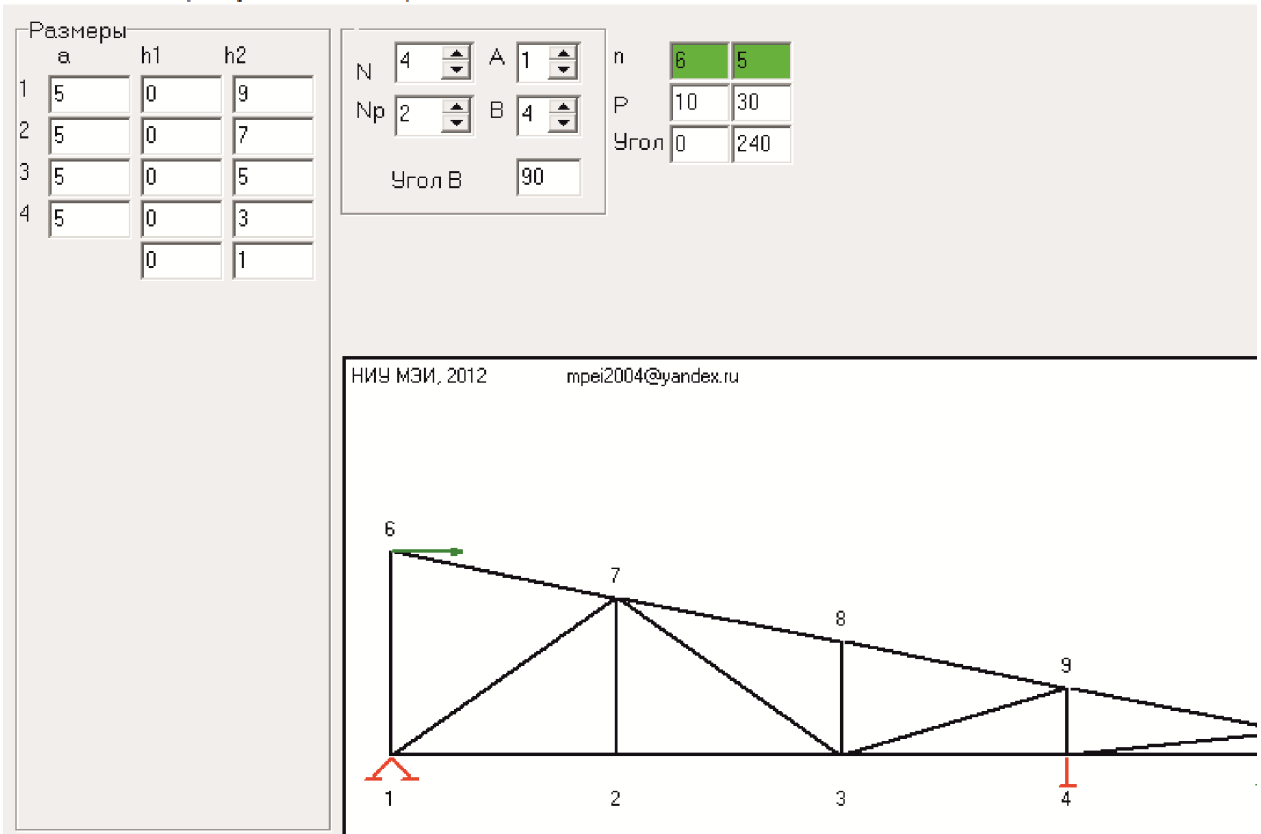 Размеры
a h1 h2
1 5 0 9
2 5 0 7
3 5 0 5
4 5 0 3
0 1
N 4 A 1
Np 2 B 4
Угол B 90
n 6 5
P 10 30
Угол 0 240
НИУ МЭИ, 2012 mpei2004@yandex.ru
6
7
8
9
1 2 3 4